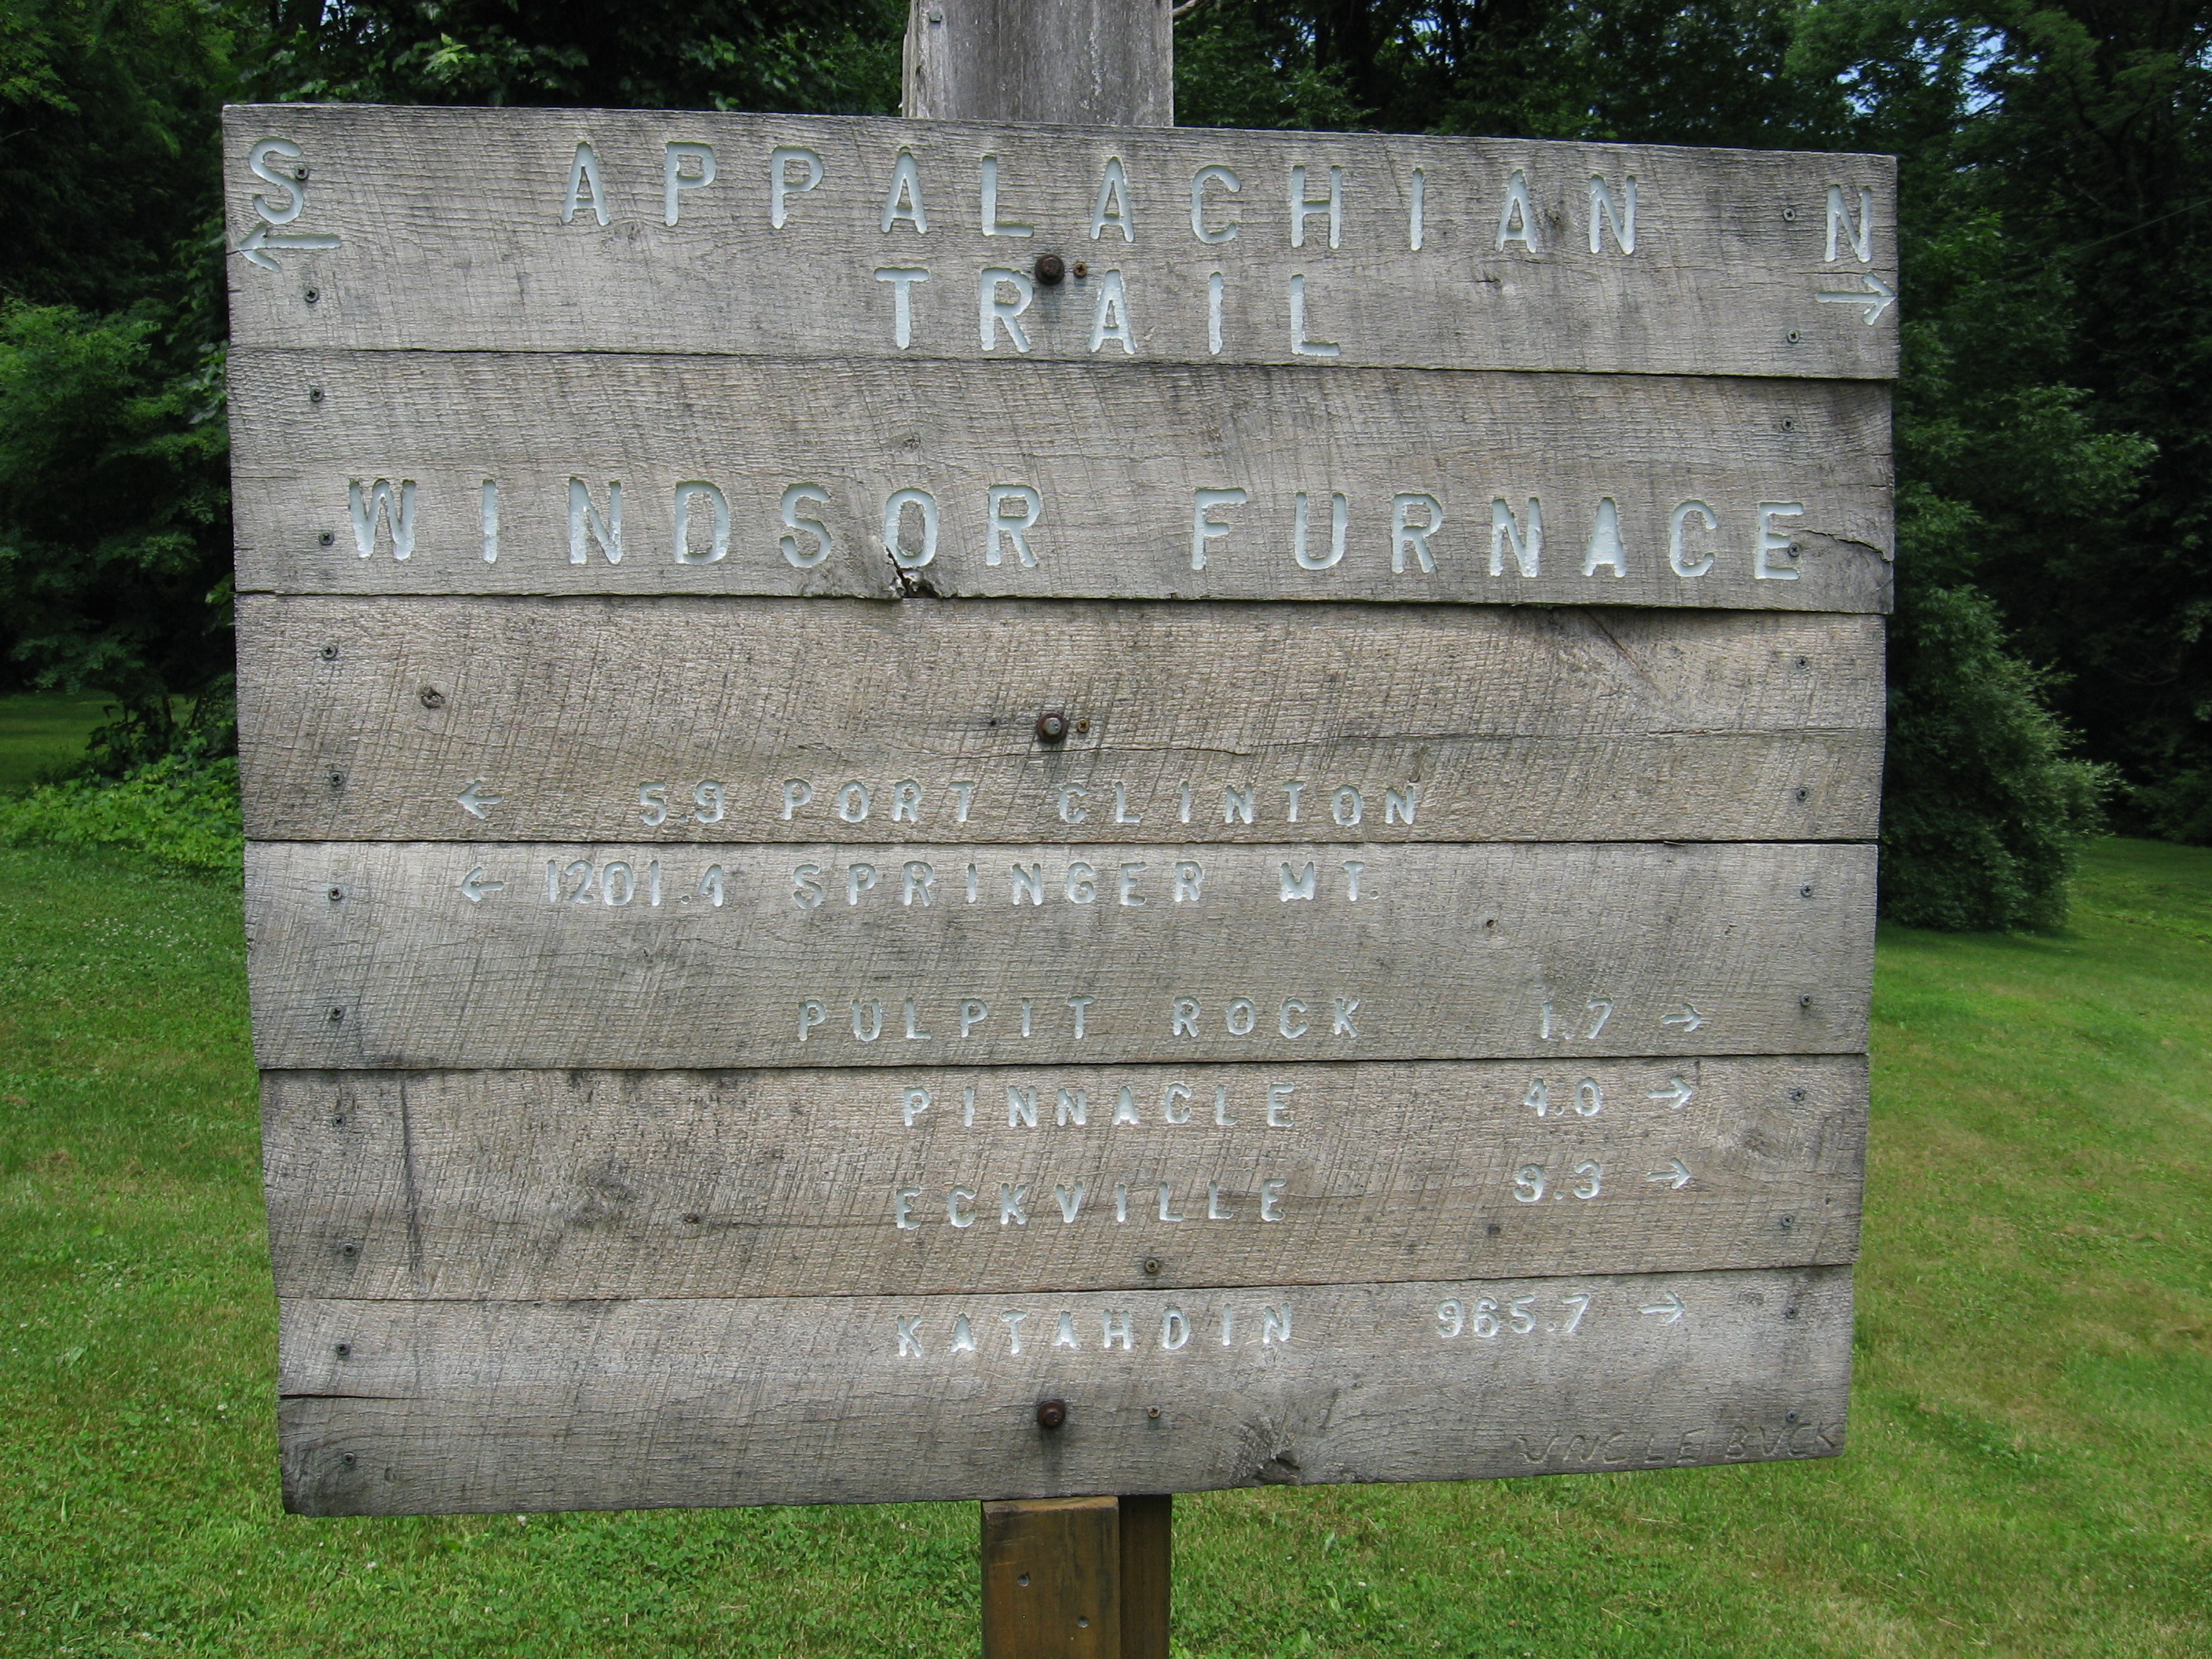 S APPALACHIAN N
← TRAIL →
WINDSOR FURNACE
← 5.9 PORT CLINTON
← 1201.4 SPRINGER MT.
PULPIT ROCK 1.7 →
PINNACLE 4.0 →
ECKVILLE 9.3 →
KATAHDIN 965.7 →
UNCLE BUCK